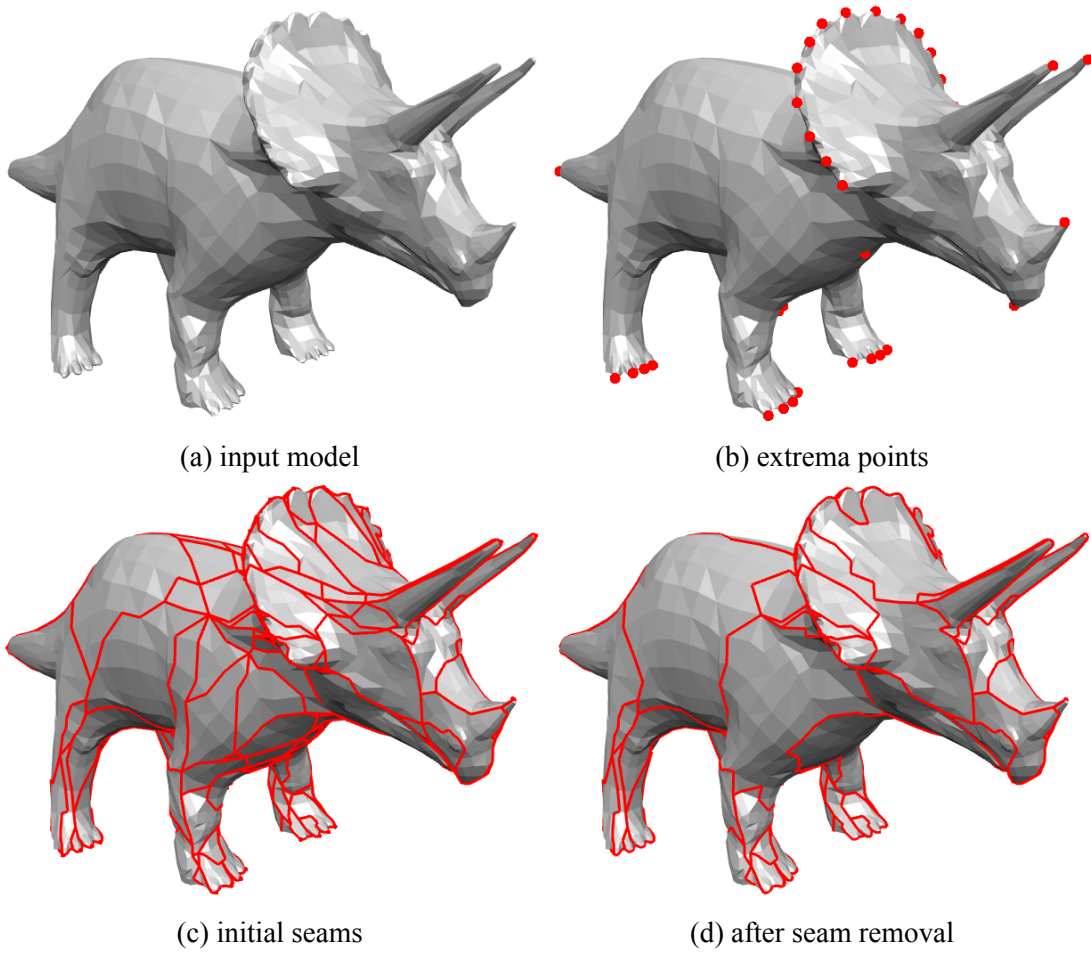 (a) input model
(b) extrema points
(c) initial seams
(d) after seam removal